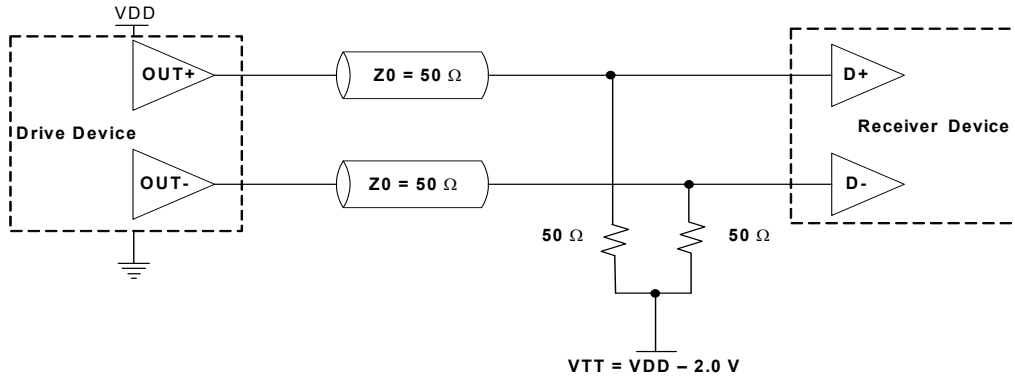 VDD
OUT+
Z0 = 50 Ω
D+
Drive Device
Receiver Device
OUT-
Z0 = 50 Ω
D-
50 Ω
50 Ω
VTT = VDD – 2.0 V